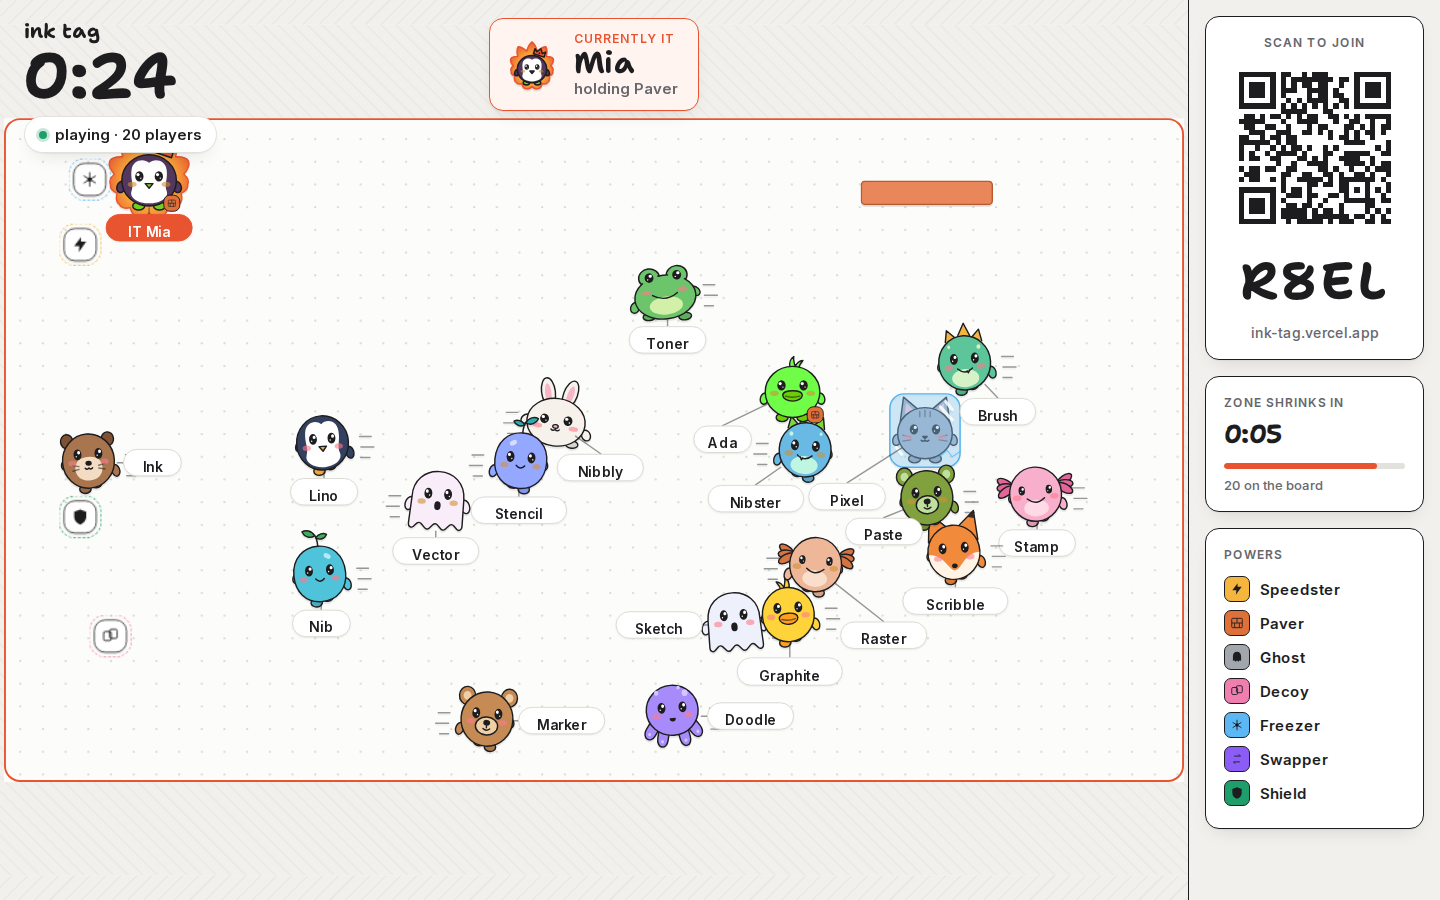 ink tag
0:24
CURRENTLY IT
Mia
holding Paver
playing · 20 players
IT Mia
Toner
Brush
Ada
Nibbly
Ink
Lino
Stencil
Nibster
Pixel
Paste
Stamp
Vector
Scribble
Nib
Sketch
Raster
Graphite
Marker
Doodle
SCAN TO JOIN
R8EL
ink-tag.vercel.app
ZONE SHRINKS IN
0:05
20 on the board
POWERS
Speedster
Paver
Ghost
Decoy
Freezer
Swapper
Shield